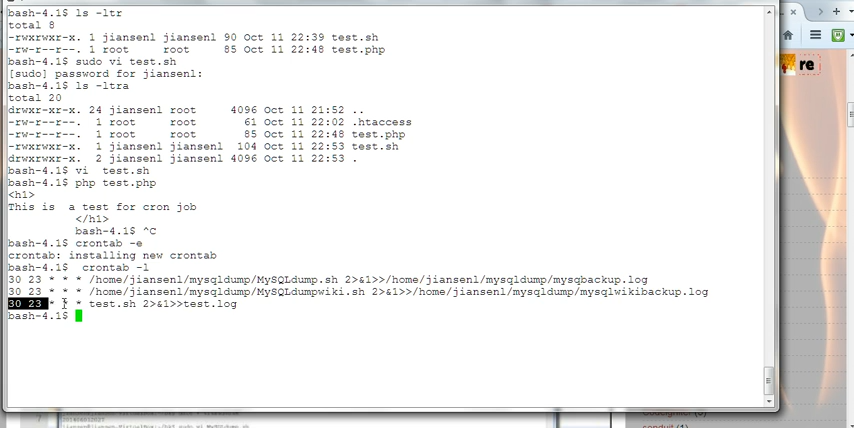 bash-4.1$ ls -ltr
total 8
-rwxrwxr-x. 1 jiansenl jiansenl 90 Oct 11 22:39 test.sh
-rw-r--r--. 1 root     root     85 Oct 11 22:48 test.php
bash-4.1$ sudo vi test.sh
[sudo] password for jiansenl:
bash-4.1$ ls -ltra
total 20
drwxr-xr-x. 24 jiansenl root     4096 Oct 11 21:52 ..
-rw-r--r--.  1 root     root       61 Oct 11 22:02 .htaccess
-rw-r--r--.  1 root     root       85 Oct 11 22:48 test.php
-rwxrwxr-x.  1 jiansenl jiansenl  104 Oct 11 22:53 test.sh
drwxrwxr-x.  2 jiansenl jiansenl 4096 Oct 11 22:53 .
bash-4.1$ vi  test.sh
bash-4.1$ php test.php
<h1>
This is  a test for cron job
</h1>
bash-4.1$ ^C
bash-4.1$ crontab -e
crontab: installing new crontab
bash-4.1$  crontab -l
30 23 * * * /home/jiansenl/mysqldump/MySQLdump.sh 2>&1>>/home/jiansenl/mysqldump/mysqbackup.log
30 23 * * * /home/jiansenl/mysqldump/MySQLdumpwiki.sh 2>&1>>/home/jiansenl/mysqldump/mysqlwikibackup.log
30 23 * * * test.sh 2>&1>>test.log
bash-4.1$
re
conduit (1)